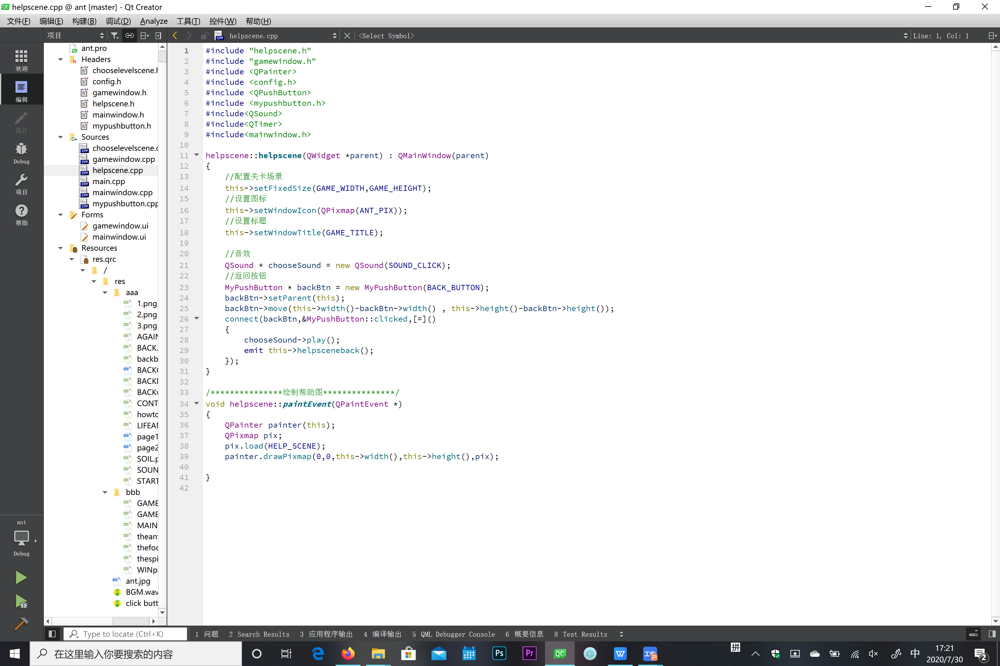 helpscene.cpp @ ant [master] - Qt Creator
文件(F) 编辑(E) 构建(B) 调试(D) Analyze 工具(T) 控件(W) 帮助(H)
项目
helpscene.cpp
<Select Symbol>
Line: 1, Col: 1
欢迎
编辑
设计
Debug
项目
帮助
ant
Debug
ant.pro
Headers
chooselevelscene.h
config.h
gamewindow.h
helpscene.h
mainwindow.h
mypushbutton.h
Sources
chooselevelscene.c
gamewindow.cpp
helpscene.cpp
main.cpp
mainwindow.cpp
mypushbutton.cpp
Forms
gamewindow.ui
mainwindow.ui
Resources
res.qrc
/
res
aaa
1.png
2.png
3.png
AGAIN
BACK.
backb
BACK
BACK
BACK
CONT
howto
LIFEA
page1
page2
SOIL.p
SOUN
START
bbb
GAME
GAME
MAIN
thean
thefoo
thespi
WINp
ant.jpg
BGM.wav
click butt
1 #include "helpscene.h"
2 #include "gamewindow.h"
3 #include <QPainter>
4 #include <config.h>
5 #include <QPushButton>
6 #include <mypushbutton.h>
7 #include<QSound>
8 #include<QTimer>
9 #include<mainwindow.h>
10
11 helpscene::helpscene(QWidget *parent) : QMainWindow(parent)
12 {
13     //配置关卡场景
14     this->setFixedSize(GAME_WIDTH,GAME_HEIGHT);
15     //设置图标
16     this->setWindowIcon(QPixmap(ANT_PIX));
17     //设置标题
18     this->setWindowTitle(GAME_TITLE);
19
20     //音效
21     QSound * chooseSound = new QSound(SOUND_CLICK);
22     //返回按钮
23     MyPushButton * backBtn = new MyPushButton(BACK_BUTTON);
24     backBtn->setParent(this);
25     backBtn->move(this->width()-backBtn->width() , this->height()-backBtn->height());
26     connect(backBtn,&MyPushButton::clicked,[=]()
27     {
28         chooseSound->play();
29         emit this->helpsceneback();
30     });
31 }
32
33 /***************绘制帮助图***************/
34 void helpscene::paintEvent(QPaintEvent *)
35 {
36     QPainter painter(this);
37     QPixmap pix;
38     pix.load(HELP_SCENE);
39     painter.drawPixmap(0,0,this->width(),this->height(),pix);
40
41 }
42
Type to locate (Ctrl+K)
1 问题 2 Search Results 3 应用程序输出 4 编译输出 5 QML Debugger Console 6 概要信息 8 Test Results
在这里输入你要搜索的内容
拼
中
17:21
2020/7/30
2